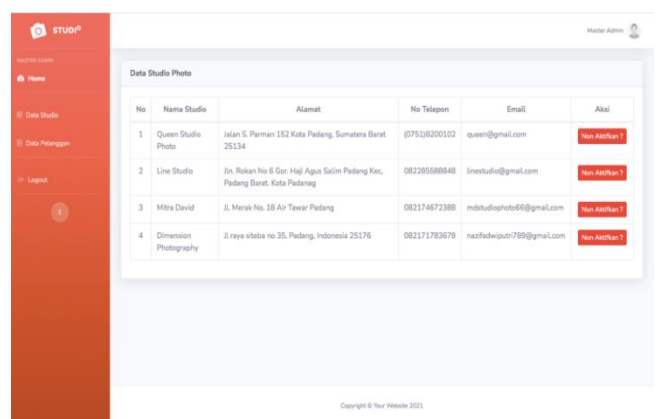 STUDI°
Master Admin
MASTER ADMIN
Home
Data Studio
Data Pelanggan
Logout
Data Studio Photo
No Nama Studio Alamat No Telepon Email Aksi
1 Queen Studio Jalan S. Parman 152 Kota Padang, Sumatera Barat (0751)8200102 queen@gmail.com Non Aktifkan ?
Photo 25134
2 Line Studio Jln. Rokan No 6 Gor. Haji Agus Salim Padang Kec, 082285588848 linestudio@gmail.com Non Aktifkan ?
Padang Barat. Kota Padanag
3 Mitra David Jl. Merak No. 18 Air Tawar Padang 082174672388 mdstudiophoto66@gmail.com Non Aktifkan ?
4 Dimension Jl raya siteba no 35, Padang, Indonesia 25176 082171783678 nazifadwiputri789@gmail.com Non Aktifkan ?
Photography
Copyright © Your Website 2021